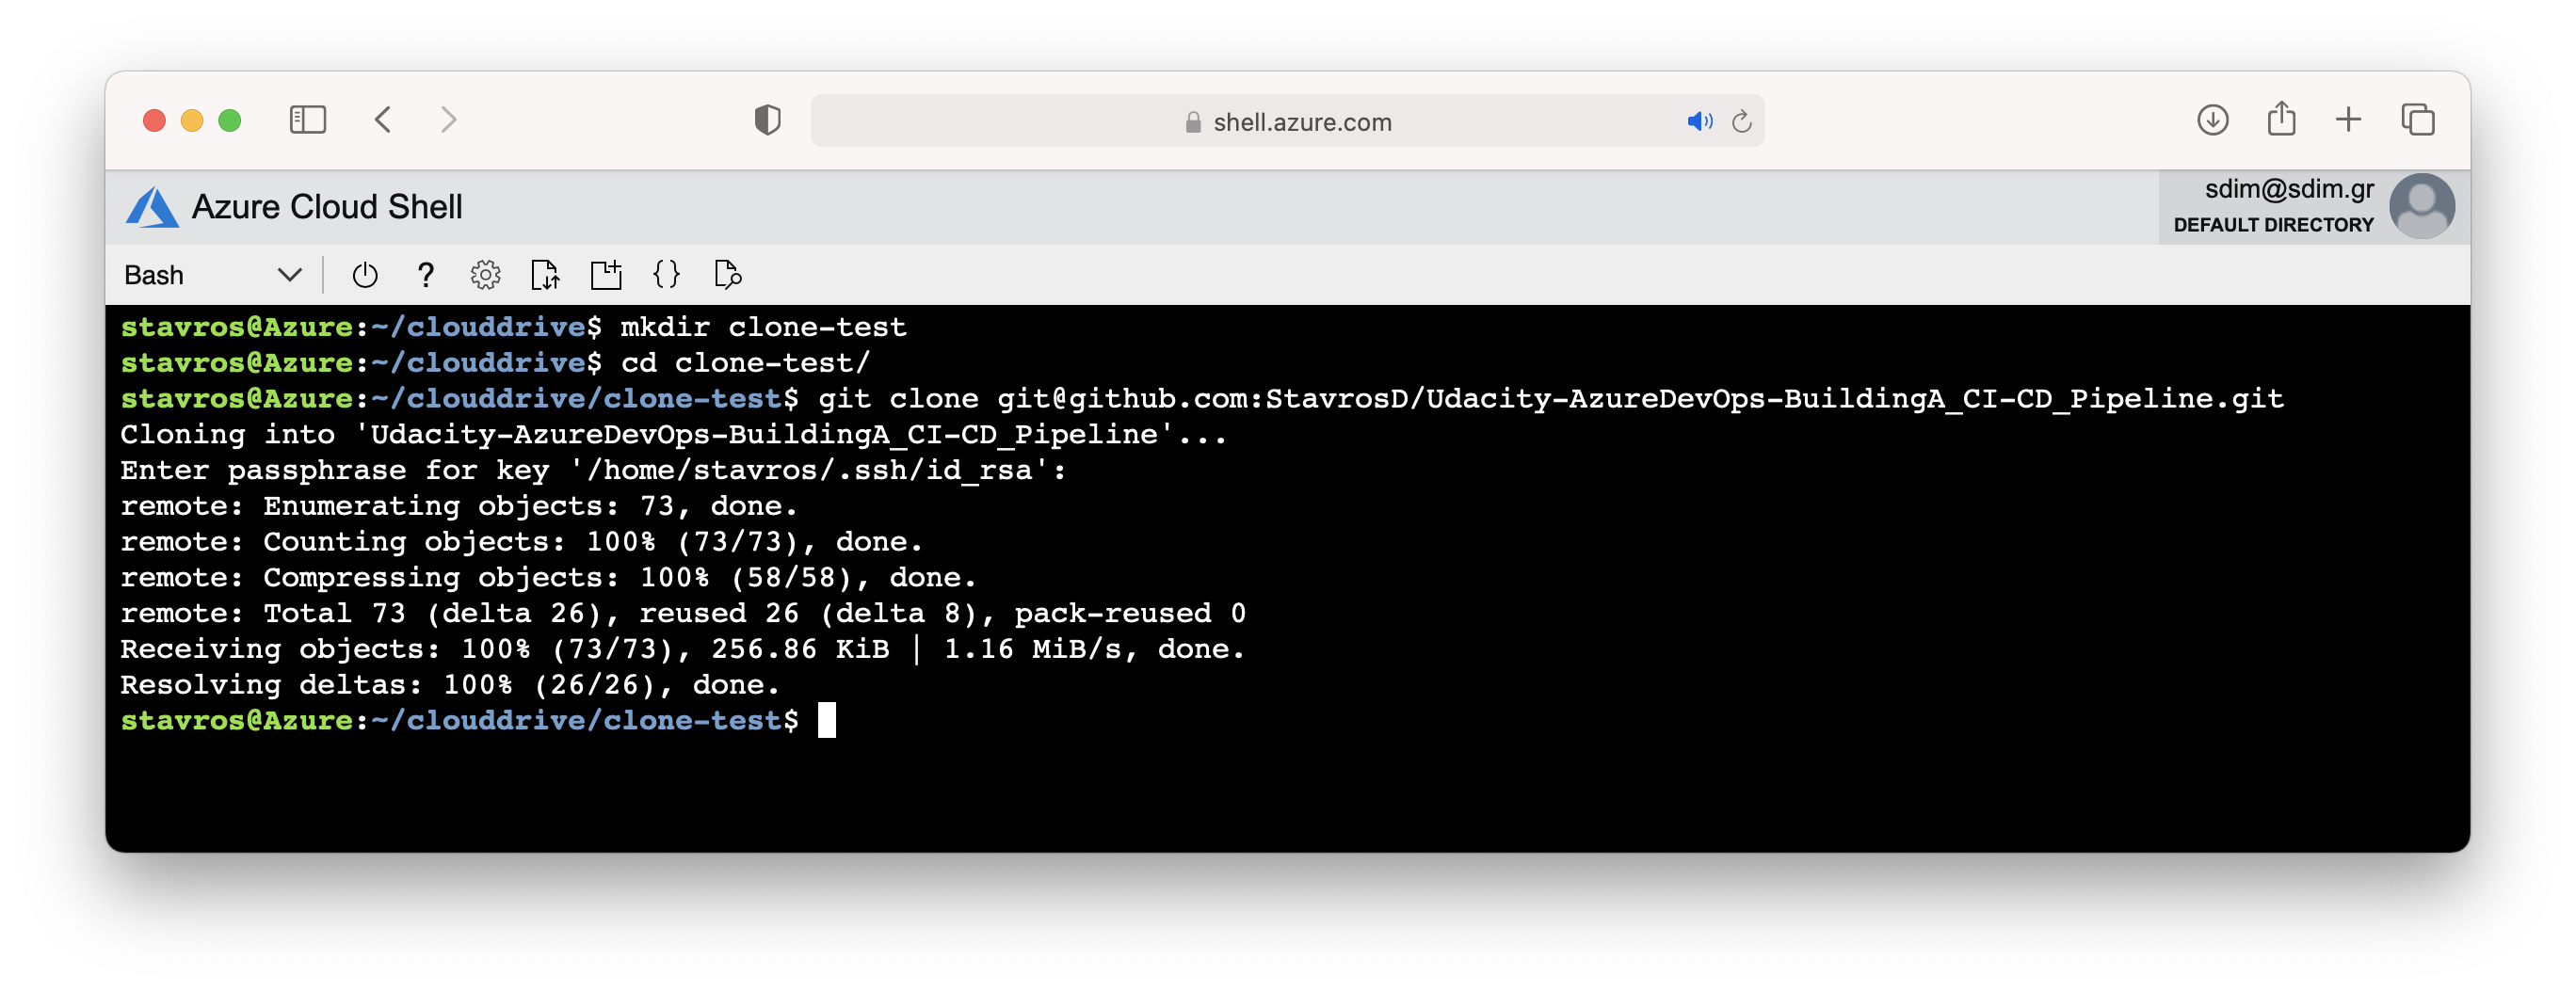 shell.azure.com
Azure Cloud Shell
sdim@sdim.gr
DEFAULT DIRECTORY
Bash
?
{}
stavros@Azure:~/clouddrive$ mkdir clone-test
stavros@Azure:~/clouddrive$ cd clone-test/
stavros@Azure:~/clouddrive/clone-test$ git clone git@github.com:StavrosD/Udacity-AzureDevOps-BuildingA_CI-CD_Pipeline.git
Cloning into 'Udacity-AzureDevOps-BuildingA_CI-CD_Pipeline'...
Enter passphrase for key '/home/stavros/.ssh/id_rsa':
remote: Enumerating objects: 73, done.
remote: Counting objects: 100% (73/73), done.
remote: Compressing objects: 100% (58/58), done.
remote: Total 73 (delta 26), reused 26 (delta 8), pack-reused 0
Receiving objects: 100% (73/73), 256.86 KiB | 1.16 MiB/s, done.
Resolving deltas: 100% (26/26), done.
stavros@Azure:~/clouddrive/clone-test$